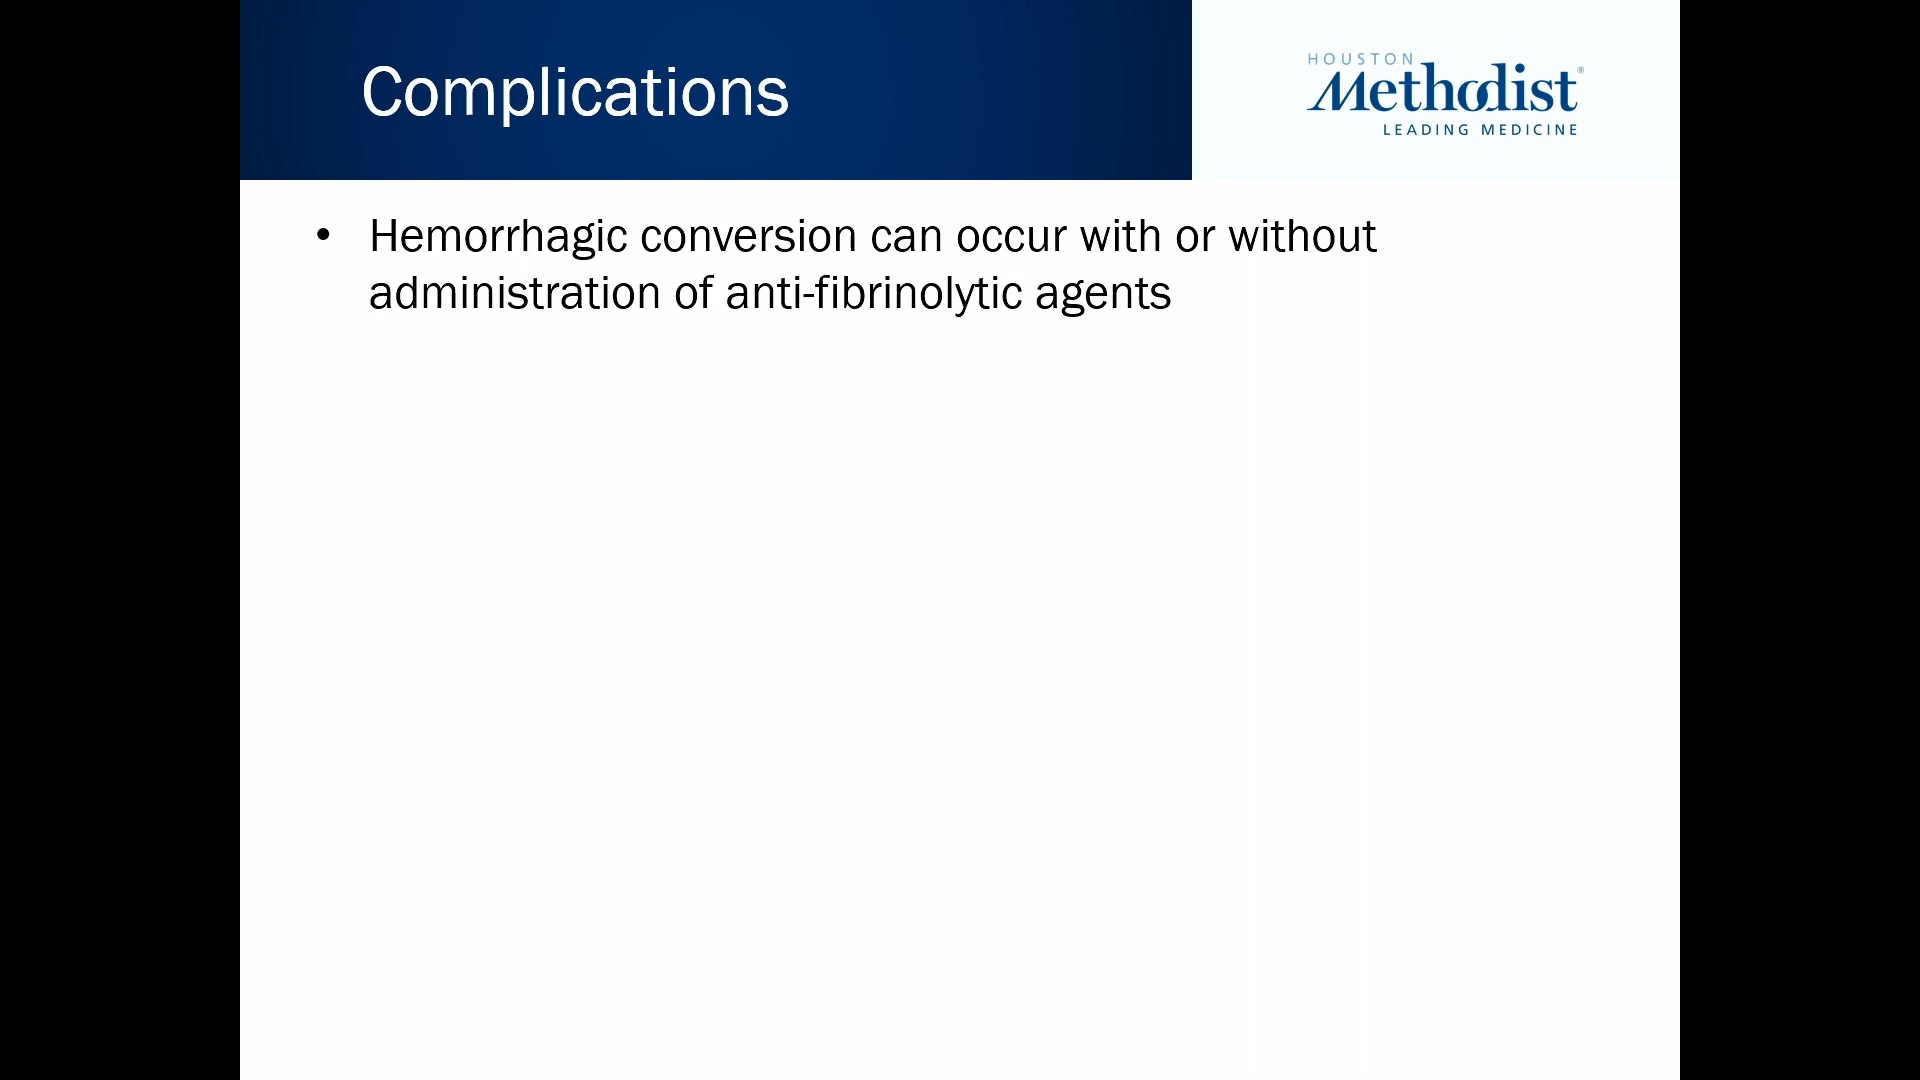 Complications
HOUSTON
Methodist®
LEADING MEDICINE
• Hemorrhagic conversion can occur with or without
administration of anti-fibrinolytic agents